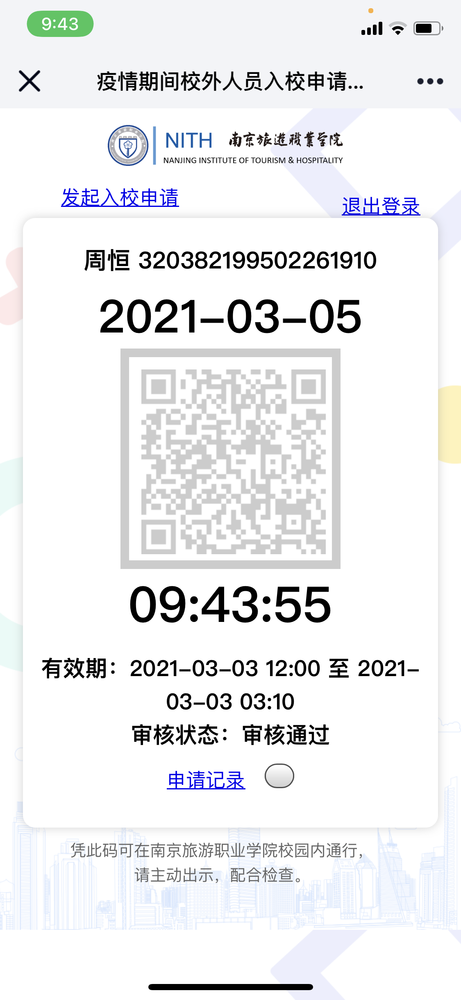 9:43
疫情期间校外人员入校申请...
NITH 南京旅遊職業学院
NANJING INSTITUTE OF TOURISM & HOSPITALITY
发起入校申请
退出登录
周恒 320382199502261910
2021-03-05
09:43:55
有效期：2021-03-03 12:00 至 2021-
03-03 03:10
审核状态：审核通过
申请记录
凭此码可在南京旅游职业学院校园内通行，
请主动出示，配合检查。